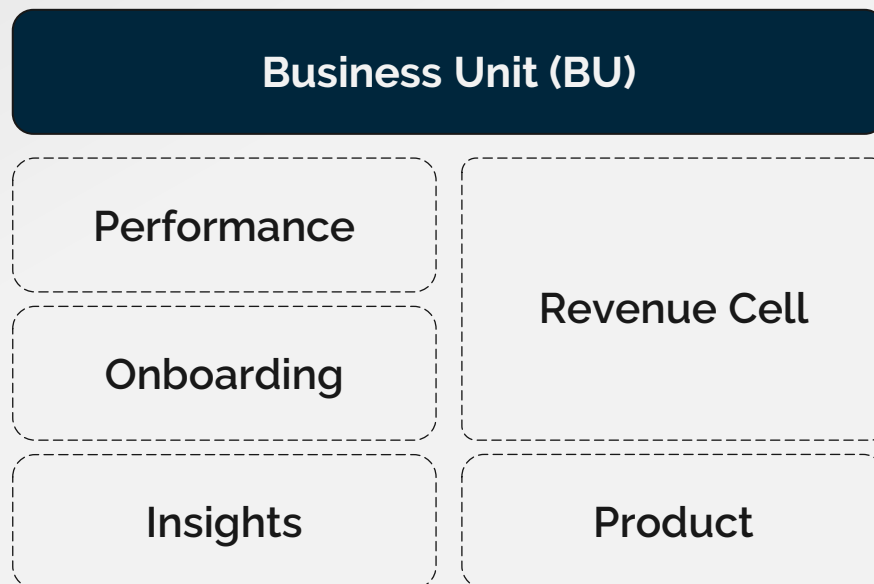 Business Unit (BU)
Performance
Revenue Cell
Onboarding
Insights
Product